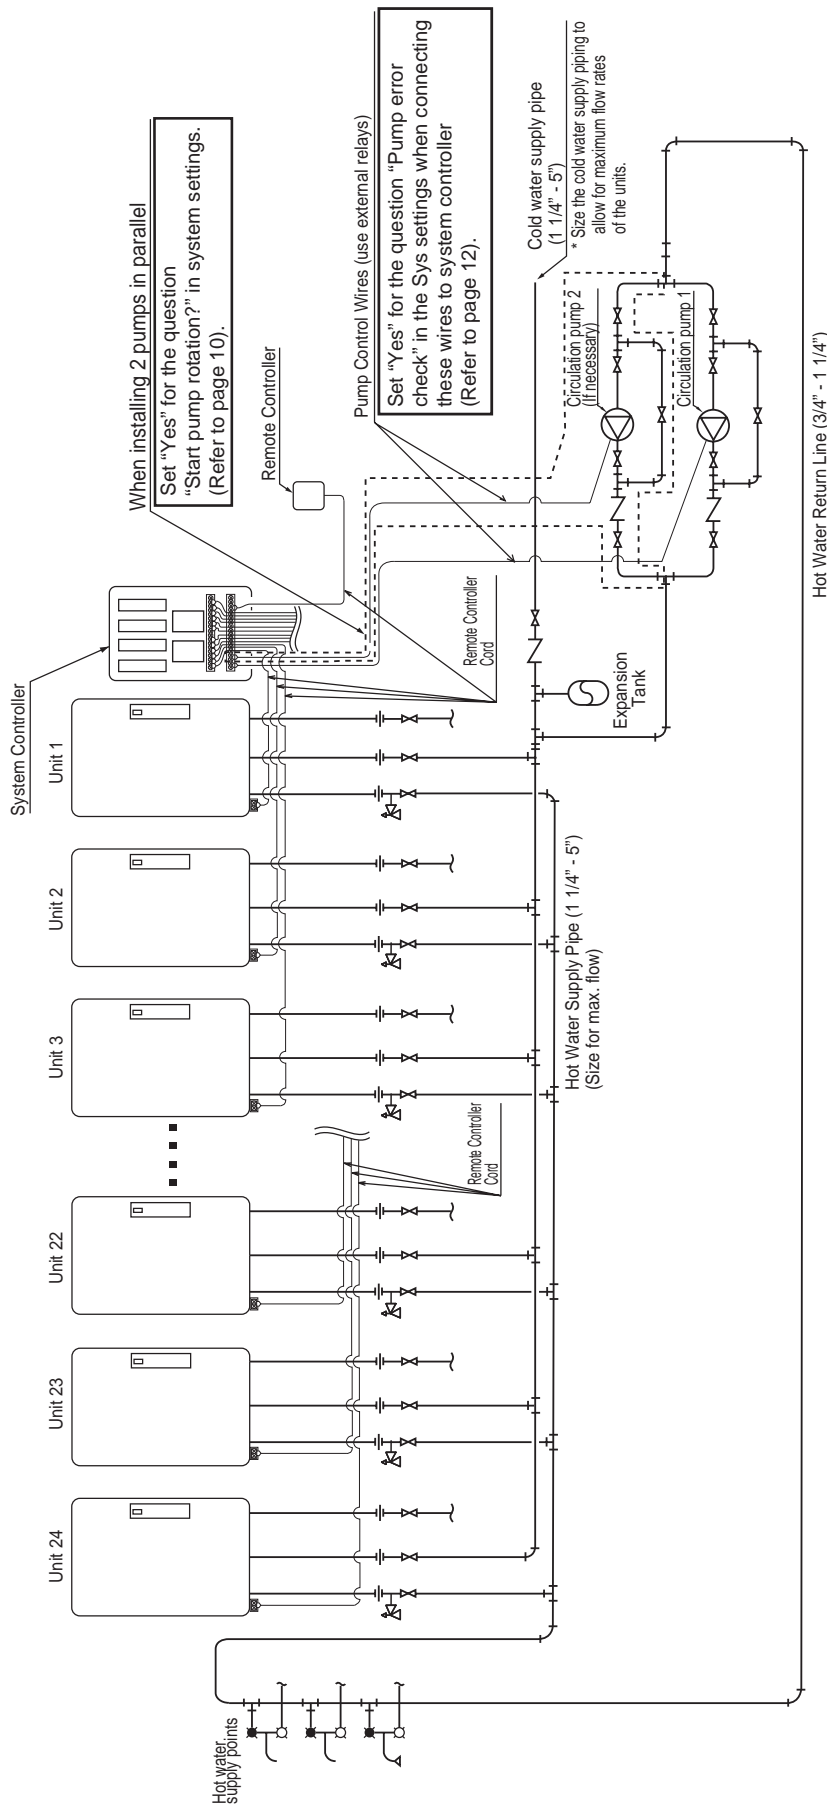 System Controller
When installing 2 pumps in parallel
Set “Yes” for the question
“Start pump rotation?” in system settings.
(Refer to page 10).
Remote Controller
Pump Control Wires (use external relays)
Set “Yes” for the question “Pump error
check” in the Sys settings when connecting
these wires to system controller
(Refer to page 12).
Cold water supply pipe
(1 1/4” - 5”)
* Size the cold water supply piping to
allow for maximum flow rates
of the units.
Unit 24
Unit 23
Unit 22
Unit 3
Unit 2
Unit 1
Remote Controller
Cord
Remote Controller
Cord
Circulation pump 2
(If necessary)
Circulation pump 1
Expansion
Tank
Hot Water Supply Pipe (1 1/4” - 5”)
(Size for max. flow)
Hot water
supply points
Hot Water Return Line (3/4” - 1 1/4”)